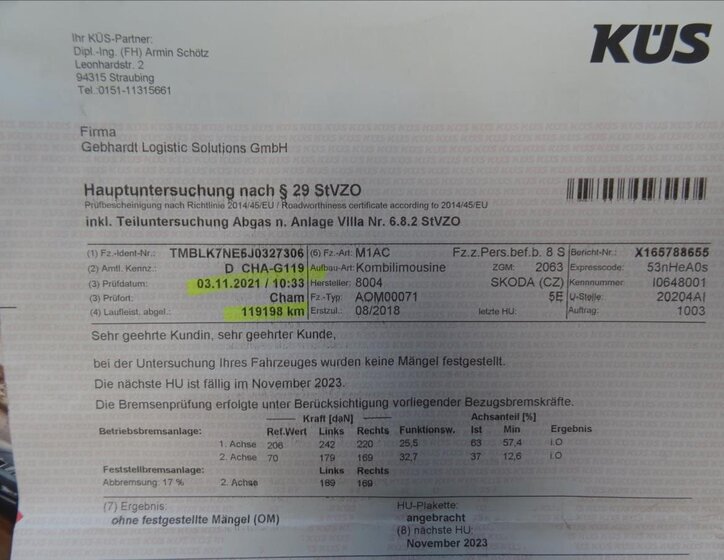 KÜS
Ihr KÜS-Partner:
Dipl.-Ing. (FH) Armin Schötz
Leonhardstr. 2
94315 Straubing
Tel.:0151-11315661
Firma
Gebhardt Logistic Solutions GmbH
Hauptuntersuchung nach § 29 StVZO
Prüfbescheinigung nach Richtlinie 2014/45/EU / Roadworthiness certificate according to 2014/45/EU
inkl. Teiluntersuchung Abgas n. Anlage VIIIa Nr. 6.8.2 StVZO
(1) Fz.-Ident-Nr.: TMBLK7NE5J0327306 (6) Fz.-Art: M1AC Fz.z.Pers.bef.b. 8 S Bericht-Nr.: X165788655
(2) Amtl. Kennz.: D CHA-G119 Aufbau-Art: Kombilimousine ZGM: 2063 Expresscode: 53nHeA0s
(3) Prüfdatum: 03.11.2021 / 10:33 Hersteller: 8004 SKODA (CZ) Kennnummer: I0648001
(3) Prüfort: Cham Fz.-Typ: AOM00071 5E U-Stelle: 20204AI
(4) Laufleist. abgel.: 119198 km Erstzul.: 08/2018 letzte HU: Auftrag: 1003
Sehr geehrte Kundin, sehr geehrter Kunde,
bei der Untersuchung Ihres Fahrzeuges wurden keine Mängel festgestellt.
Die nächste HU ist fällig im November 2023.
Die Bremsenprüfung erfolgte unter Berücksichtigung vorliegender Bezugsbremskräfte.
Kraft [daN] Achsanteil [%]
Betriebsbremsanlage: Ref.Wert Links Rechts Funktionsw. Ist Min Ergebnis
1. Achse 206 242 220 25,5 63 57,4 i.O
2. Achse 70 179 169 32,7 37 12,6 i.O
Feststellbremsanlage: Links Rechts
Abbremsung: 17 % 2. Achse 189 169
(7) Ergebnis: HU-Plakette:
ohne festgestellte Mängel (OM) angebracht
(8) nächste HU:
November 2023